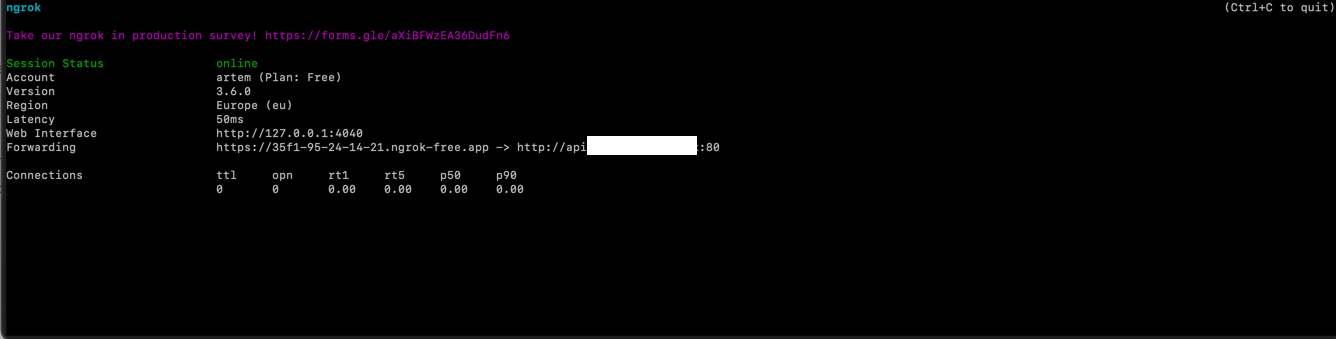 ngrok (Ctrl+C to quit)
Take our ngrok in production survey! https://forms.gle/aXiBFWzEA36DudFn6
Session Status online
Account artem (Plan: Free)
Version 3.6.0
Region Europe (eu)
Latency 50ms
Web Interface http://127.0.0.1:4040
Forwarding https://35f1-95-24-14-21.ngrok-free.app -> http://api :80
Connections ttl opn rt1 rt5 p50 p90
0 0 0.00 0.00 0.00 0.00